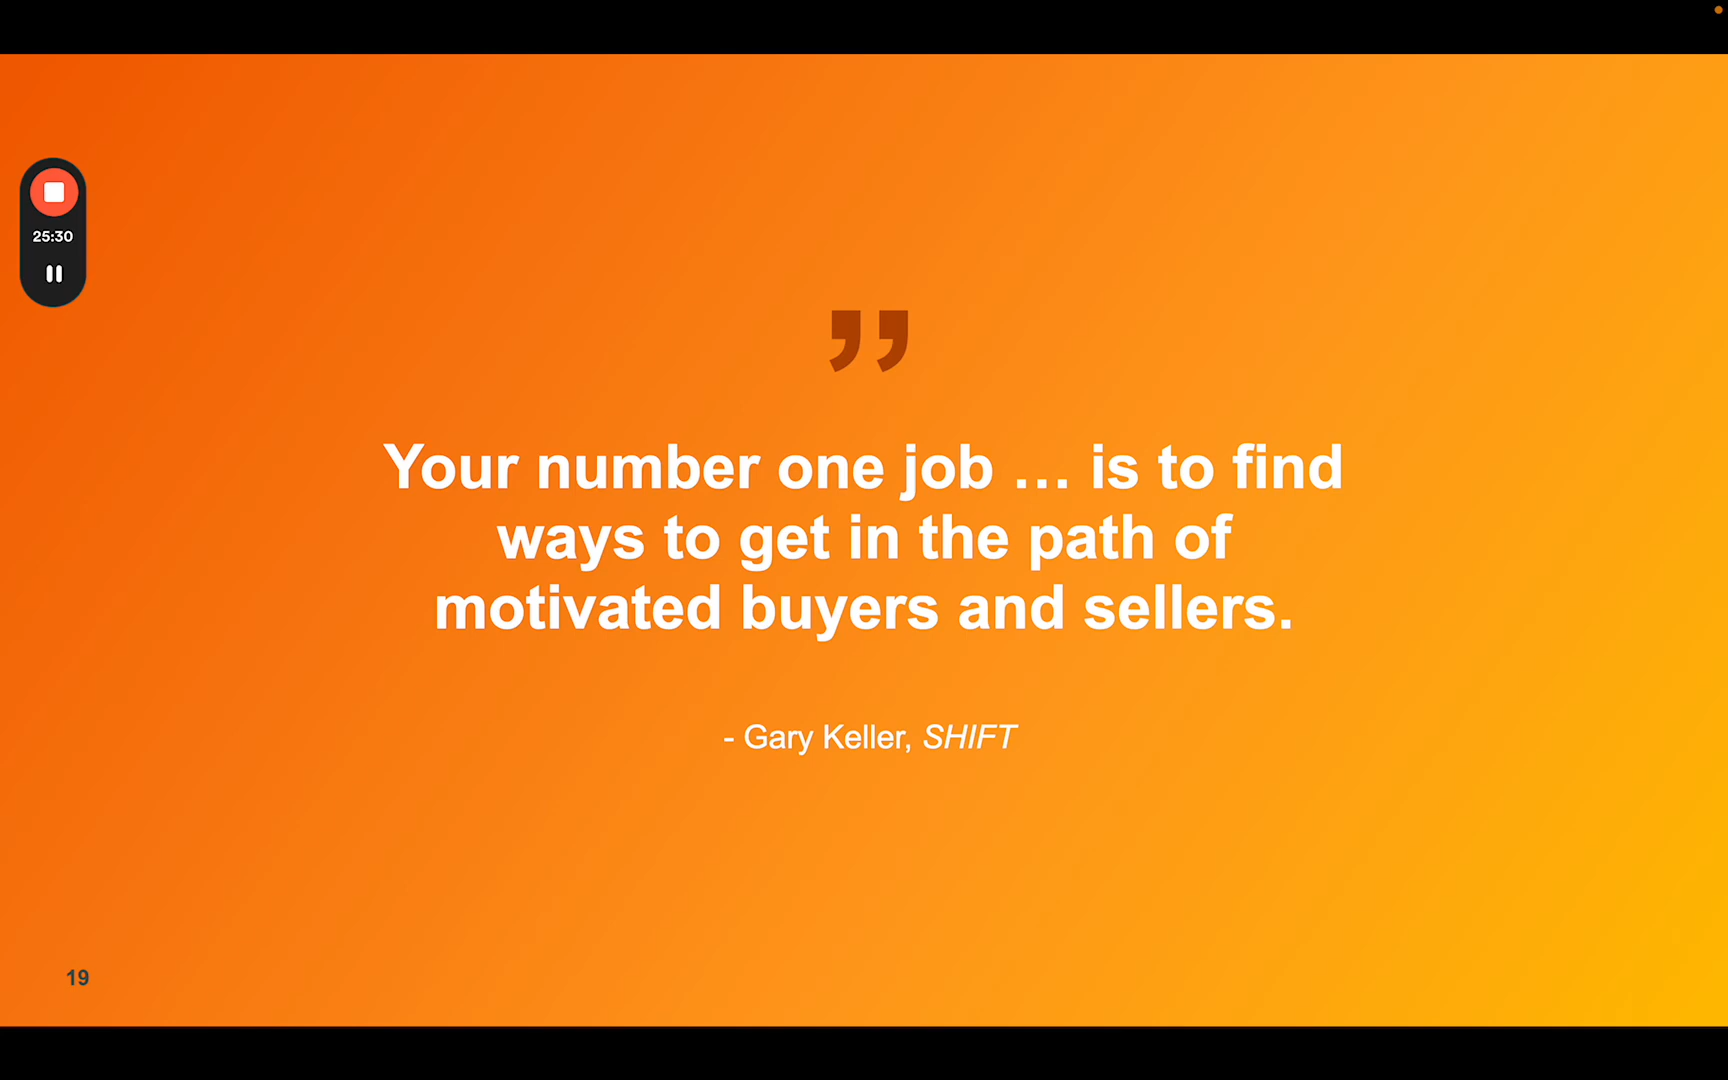 25:30
”
Your number one job … is to find
ways to get in the path of
motivated buyers and sellers.
- Gary Keller, SHIFT
19